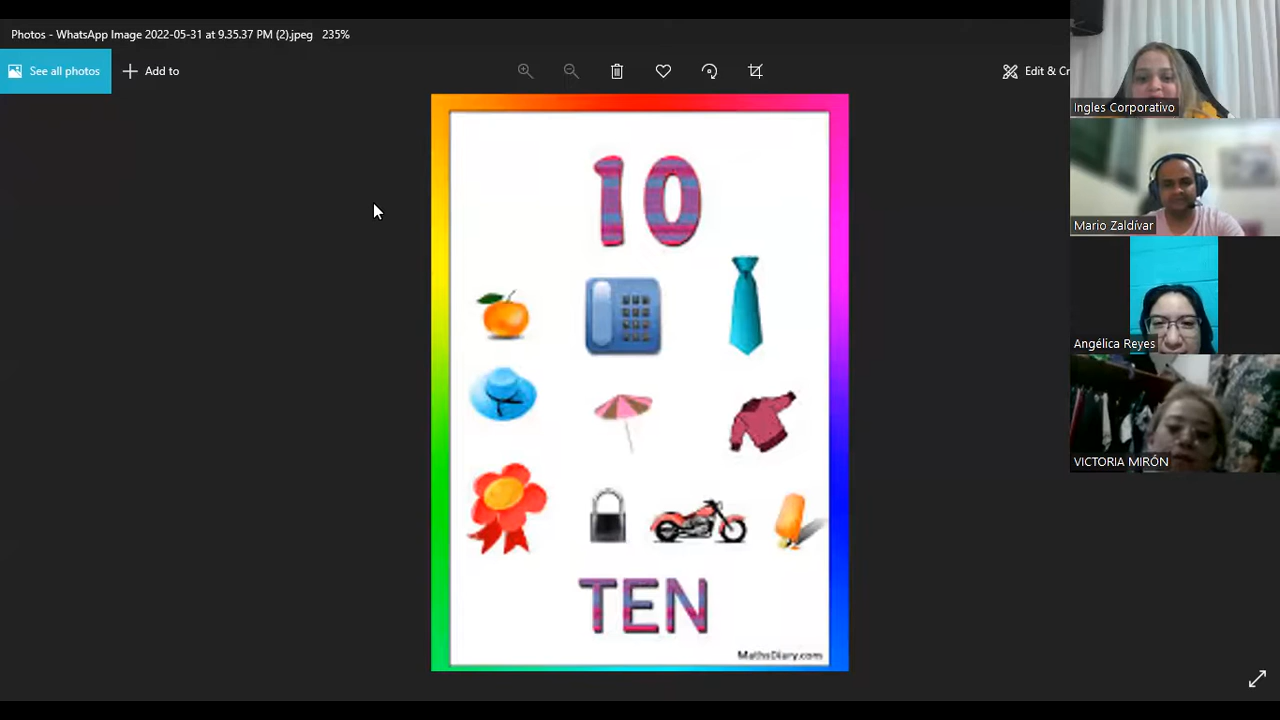 Photos - WhatsApp Image 2022-05-31 at 9.35.37 PM (2).jpeg 235%
See all photos
Add to
Edit & Cr
10
TEN
MathsDiary.com
Ingles Corporativo
Mario Zaldívar
Angélica Reyes
VICTORIA MIRÓN